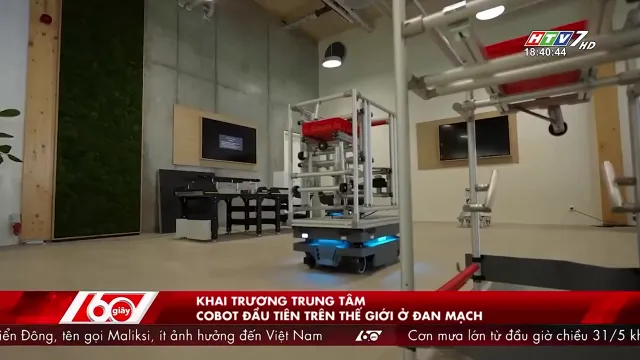 HTV7 HD
18:40:44
60 giây
KHAI TRƯƠNG TRUNG TÂM
COBOT ĐẦU TIÊN TRÊN THẾ GIỚI Ở ĐAN MẠCH
Đông, tên gọi Maliksi, ít ảnh hưởng đến Việt Nam
Cơn mưa lớn từ đầu giờ chiều 31/5